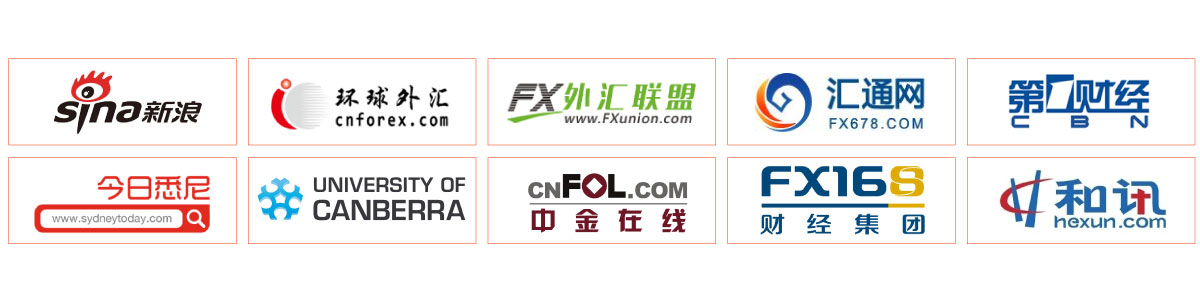 sina新浪
环球外汇
cnforex.com
FX外汇联盟
www.FXunion.com
汇通网
FX678.COM
第一财经
CBN
今日悉尼
www.sydneytoday.com
UNIVERSITY OF
CANBERRA
CNFOL.COM
中金在线
FX168
财经集团
和讯
hexun.com